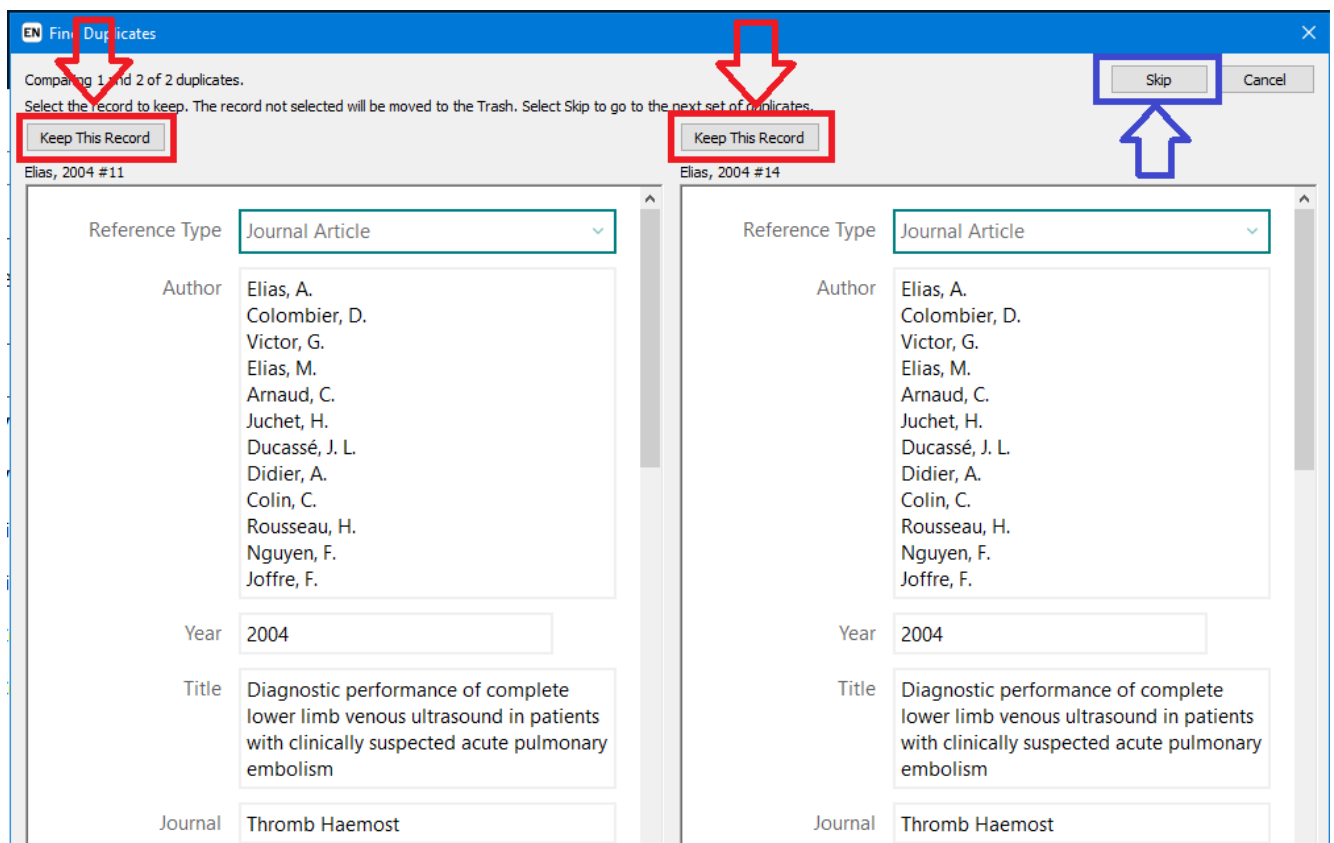 EN Find Duplicates
Comparing 1 and 2 of 2 duplicates.
Skip
Cancel
Select the record to keep. The record not selected will be moved to the Trash. Select Skip to go to the next set of duplicates.
Keep This Record
Keep This Record
Elias, 2004 #11
Elias, 2004 #14
Reference Type
Journal Article
Author
Elias, A.
Colombier, D.
Victor, G.
Elias, M.
Arnaud, C.
Juchet, H.
Ducassé, J. L.
Didier, A.
Colin, C.
Rousseau, H.
Nguyen, F.
Joffre, F.
Year
2004
Title
Diagnostic performance of complete
lower limb venous ultrasound in patients
with clinically suspected acute pulmonary
embolism
Journal
Thromb Haemost
Reference Type
Journal Article
Author
Elias, A.
Colombier, D.
Victor, G.
Elias, M.
Arnaud, C.
Juchet, H.
Ducassé, J. L.
Didier, A.
Colin, C.
Rousseau, H.
Nguyen, F.
Joffre, F.
Year
2004
Title
Diagnostic performance of complete
lower limb venous ultrasound in patients
with clinically suspected acute pulmonary
embolism
Journal
Thromb Haemost